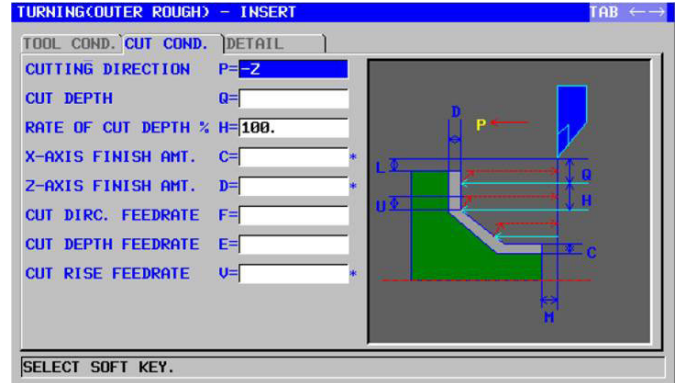 TURNING(OUTER ROUGH) - INSERT TAB ←→
TOOL COND. CUT COND. DETAIL
CUTTING DIRECTION P=-Z
CUT DEPTH Q=
RATE OF CUT DEPTH % H=100.
X-AXIS FINISH AMT. C= *
Z-AXIS FINISH AMT. D= *
CUT DIRC. FEEDRATE F=
CUT DEPTH FEEDRATE E=
CUT RISE FEEDRATE V= *
D
P
L
Q
U
H
C
M
SELECT SOFT KEY.